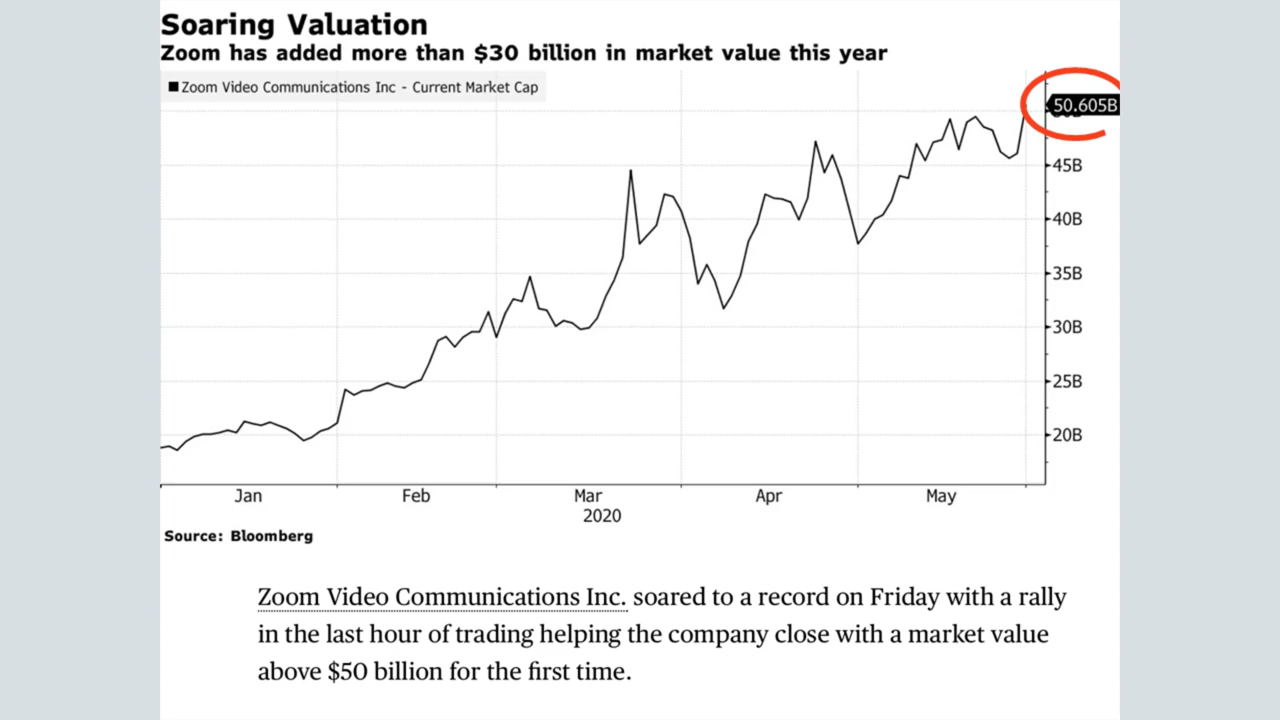 Soaring Valuation
Zoom has added more than $30 billion in market value this year
Zoom Video Communications Inc - Current Market Cap
50.605B
45B
40B
35B
30B
25B
20B
Jan Feb Mar Apr May
2020
Source: Bloomberg
Zoom Video Communications Inc. soared to a record on Friday with a rally
in the last hour of trading helping the company close with a market value
above $50 billion for the first time.